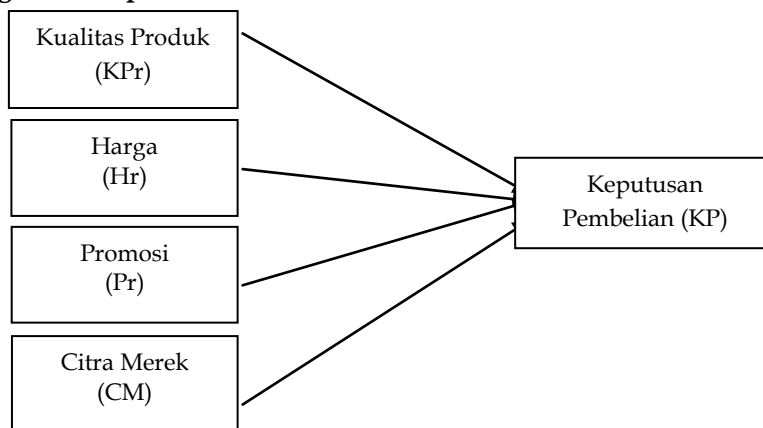 Kualitas Produk
(KPr)
Harga
(Hr)
Promosi
(Pr)
Citra Merek
(CM)
Keputusan
Pembelian (KP)